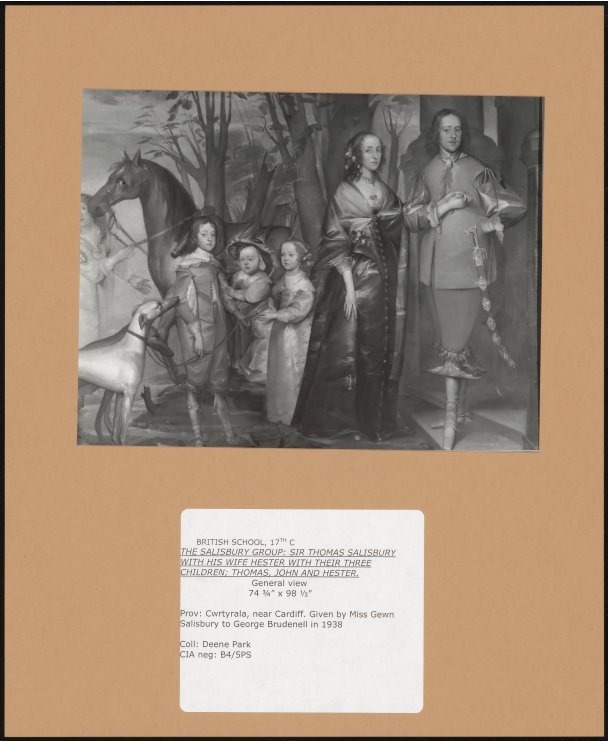 BRITISH SCHOOL, 17TH C
THE SALISBURY GROUP: SIR THOMAS SALISBURY
WITH HIS WIFE HESTER WITH THEIR THREE
CHILDREN; THOMAS, JOHN AND HESTER.
General view
74 ¾” x 98 ½”
Prov: Cwrtyrala, near Cardiff. Given by Miss Gewn
Salisbury to George Brudenell in 1938
Coll: Deene Park
CIA neg: B4/5PS